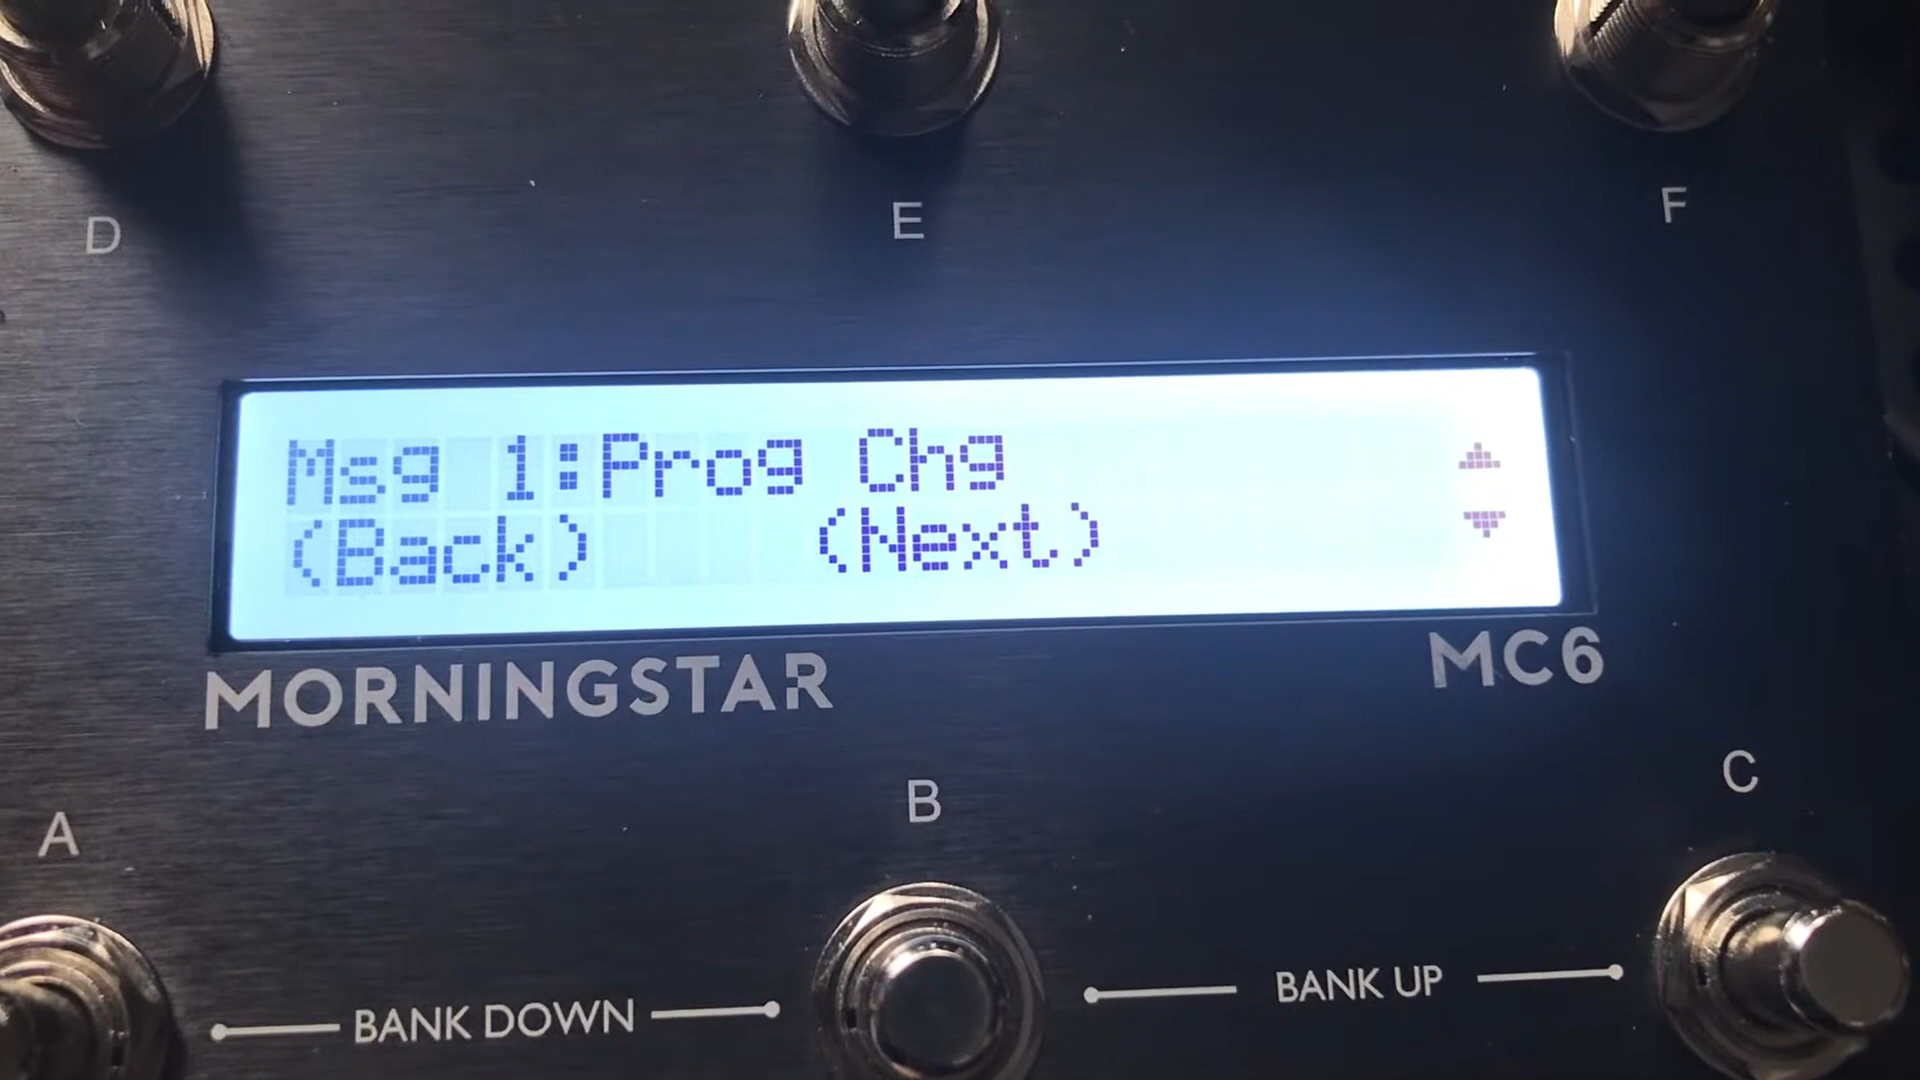 D
E
F
Msg 1:Prog Chg
(Back) (Next)
MORNINGSTAR
MC6
A
B
C
BANK DOWN
BANK UP